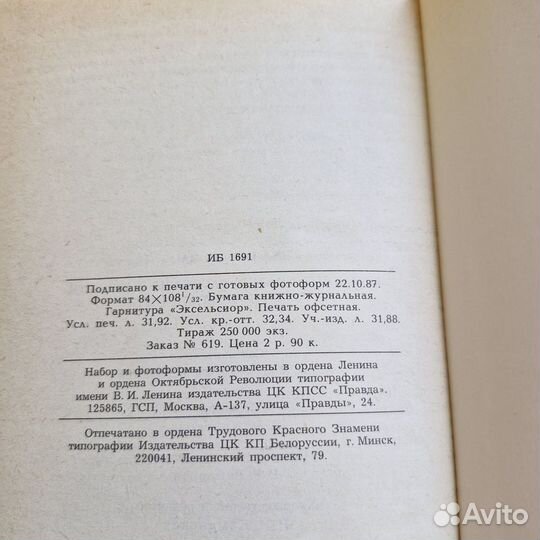 ИБ 1691
Подписано к печати с готовых фотоформ 22.10.87.
Формат 84×108¹/₃₂. Бумага книжно-журнальная.
Гарнитура «Эксельсиор». Печать офсетная.
Усл. печ. л. 31,92. Усл. кр.-отт. 32,34. Уч.-изд. л. 31,88.
Тираж 250 000 экз.
Заказ № 619. Цена 2 р. 90 к.
Набор и фотоформы изготовлены в ордена Ленина
и ордена Октябрьской Революции типографии
имени В. И. Ленина издательства ЦК КПСС «Правда».
125865, ГСП, Москва, А-137, улица «Правды», 24.
Отпечатано в ордена Трудового Красного Знамени
типографии Издательства ЦК КП Белоруссии, г. Минск,
220041, Ленинский проспект, 79.
Avito